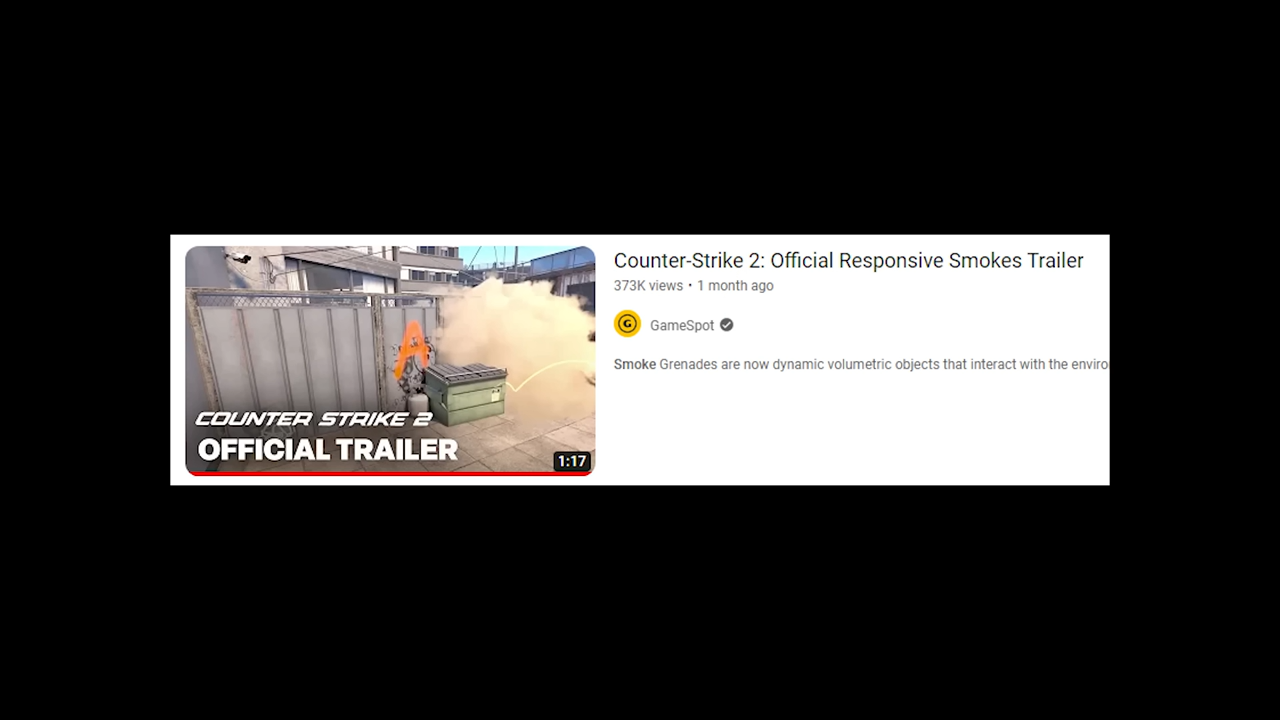 Counter-Strike 2: Official Responsive Smokes Trailer
373K views • 1 month ago
G GameSpot
Smoke Grenades are now dynamic volumetric objects that interact with the enviro
A
COUNTER STRIKE 2
OFFICIAL TRAILER
1:17